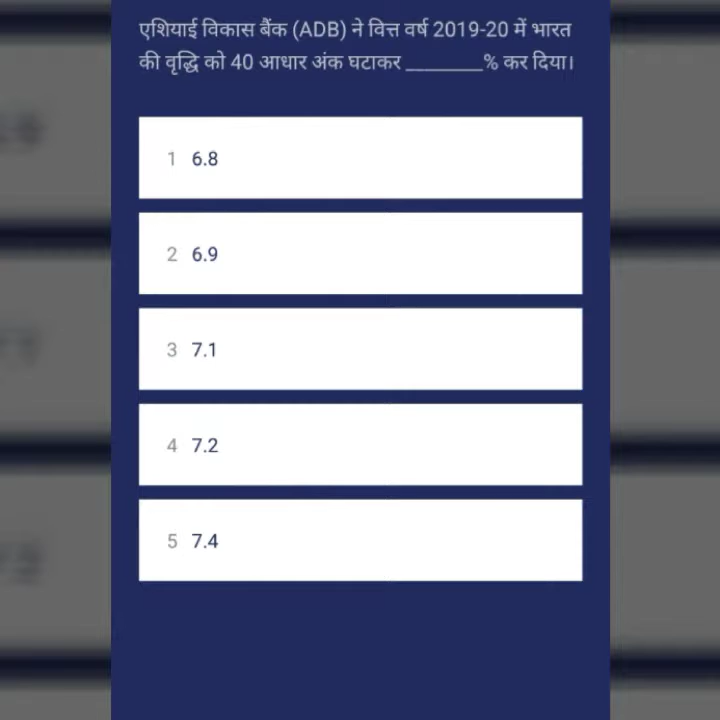 एशियाई विकास बैंक (ADB) ने वित्त वर्ष 2019-20 में भारत
की वृद्धि को 40 आधार अंक घटाकर ________% कर दिया।
1 6.8
2 6.9
3 7.1
4 7.2
5 7.4